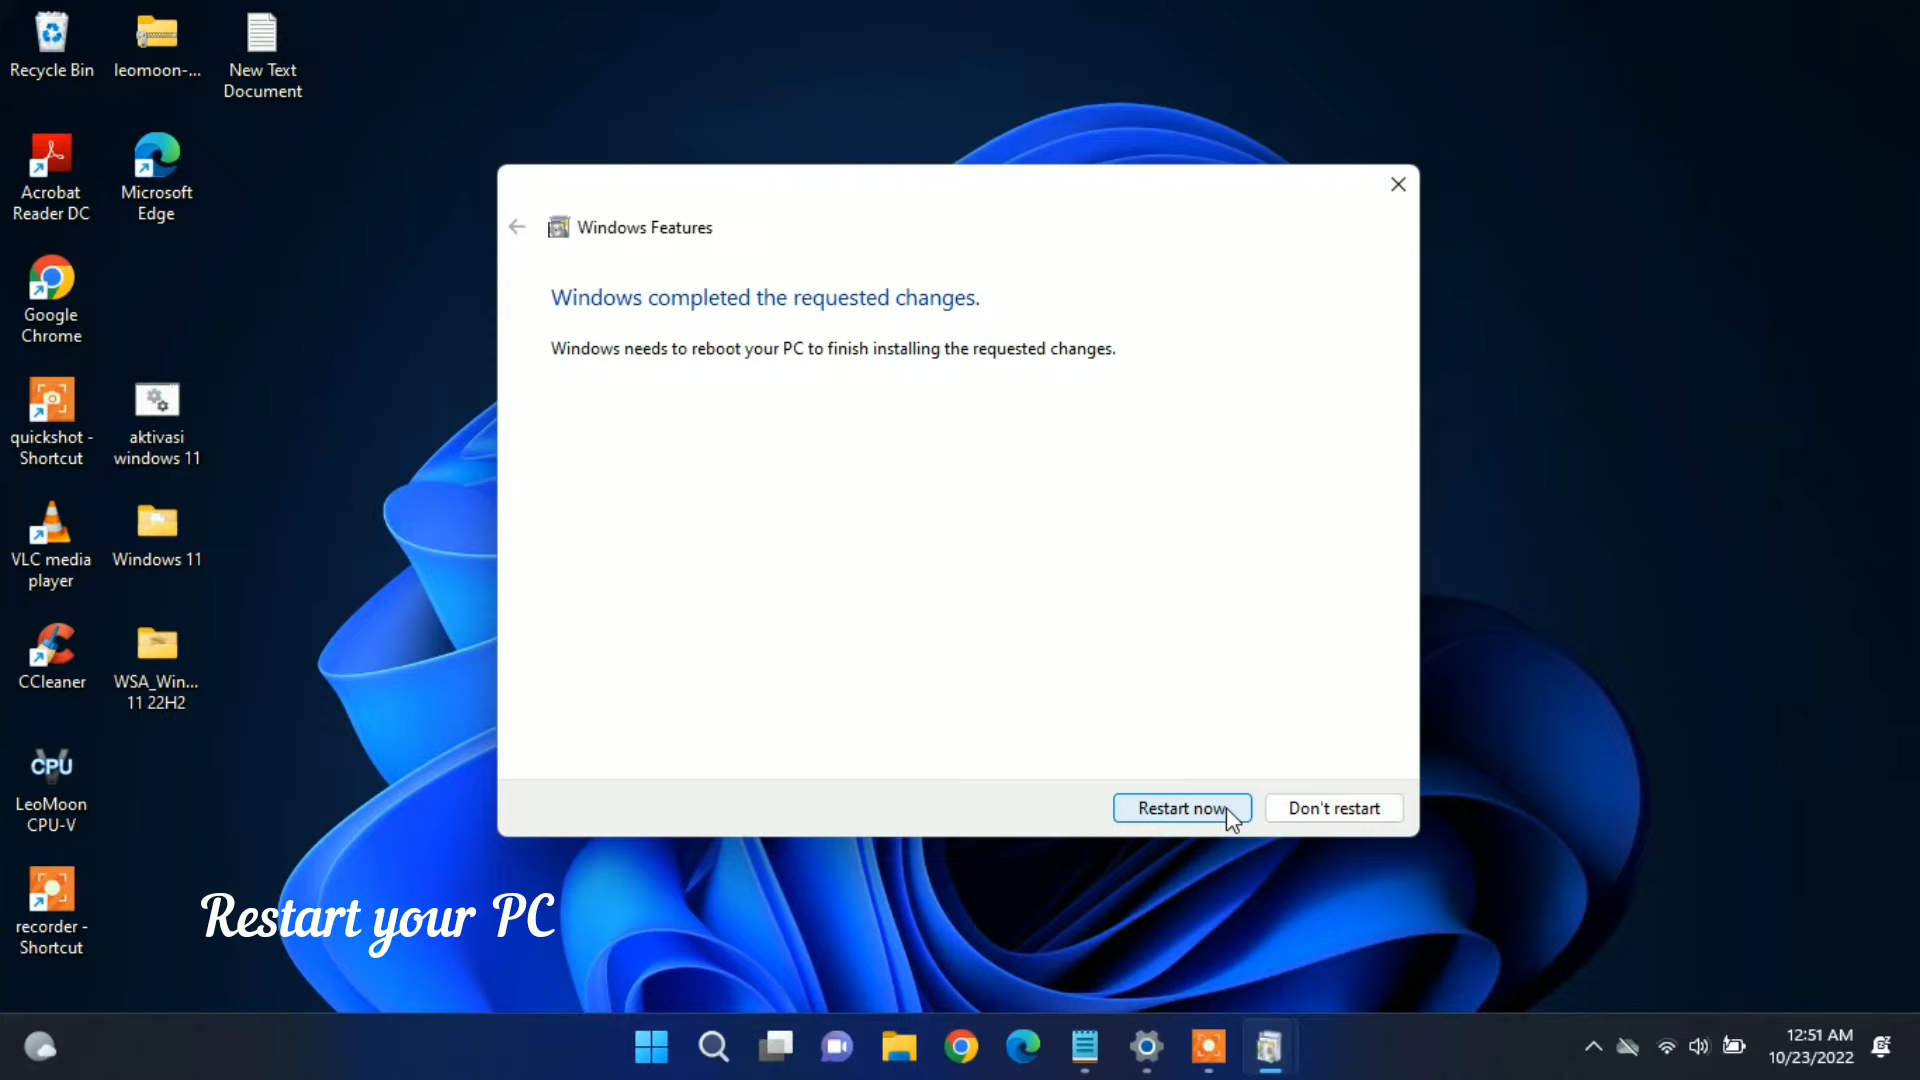 Recycle Bin
leomoon-...
New Text
Document
Acrobat
Reader DC
Microsoft
Edge
Google
Chrome
quickshot -
Shortcut
aktivasi
windows 11
VLC media
player
Windows 11
CCleaner
WSA_Win...
11 22H2
CPU
LeoMoon
CPU-V
recorder -
Shortcut
Windows Features
Windows completed the requested changes.
Windows needs to reboot your PC to finish installing the requested changes.
Restart now
Don't restart
Restart your PC
12:51 AM
10/23/2022